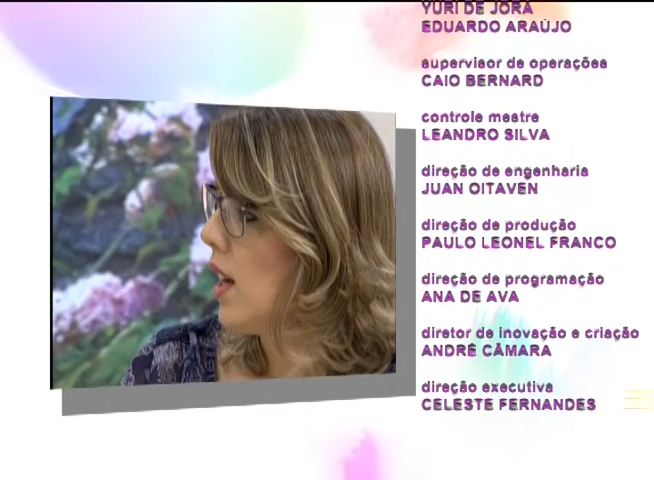 YURI DE JORA
EDUARDO ARAÚJO
supervisor de operações
CAIO BERNARD
controle mestre
LEANDRO SILVA
direção de engenharia
JUAN OITAVEN
direção de produção
PAULO LEONEL FRANCO
direção de programação
ANA DE AVA
diretor de inovação e criação
ANDRÉ CÂMARA
direção executiva
CELESTE FERNANDES